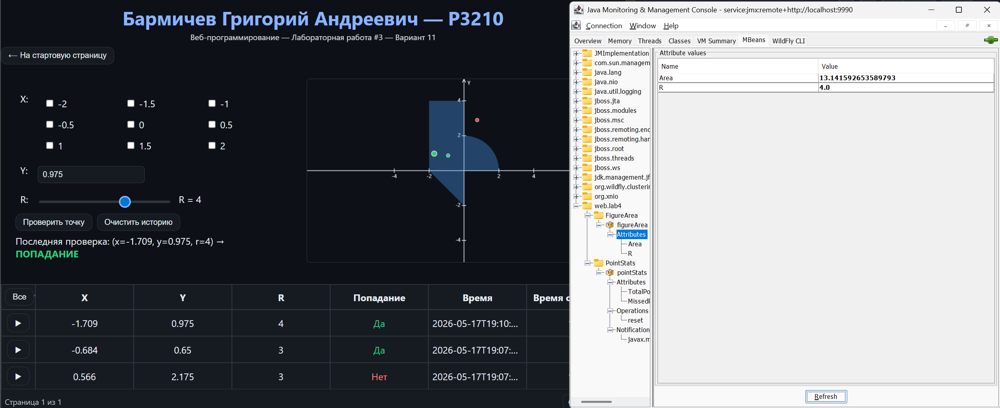 Бармичев Григорий Андреевич — P3210
Веб-программирование — Лабораторная работа #3 — Вариант 11
← На стартовую страницу
X:
-2
-1.5
-1
-0.5
0
0.5
1
1.5
2
Y:
0.975
R:
R = 4
Проверить точку
Очистить историю
Последняя проверка: (x=-1.709, y=0.975, r=4) →
ПОПАДАНИЕ
Y
4
2
-4
-2
2
4
-2
-4
Все
X
Y
R
Попадание
Время
Время с
-1.709
0.975
4
Да
2026-05-17T19:10:...
-0.684
0.65
3
Да
2026-05-17T19:07:...
0.566
2.175
3
Нет
2026-05-17T19:07:...
Страница 1 из 1
Java Monitoring & Management Console - service:jmx:remote+http://localhost:9990
Connection Window Help
Overview Memory Threads Classes VM Summary MBeans WildFly CLI
JMImplementation
com.sun.managem
java.lang
java.nio
java.util.logging
jboss.jta
jboss.modules
jboss.msc
jboss.remoting.end
jboss.remoting.har
jboss.root
jboss.threads
jboss.ws
jdk.management.jf
org.wildfly.clusterin
org.xnio
web.lab4
FigureArea
figureArea
Attributes
Area
R
PointStats
pointStats
Attributes
TotalPo
MissedP
Operations
reset
Notification
javax.m
Attribute values
Name
Value
Area
13.141592653589793
R
4.0
Refresh